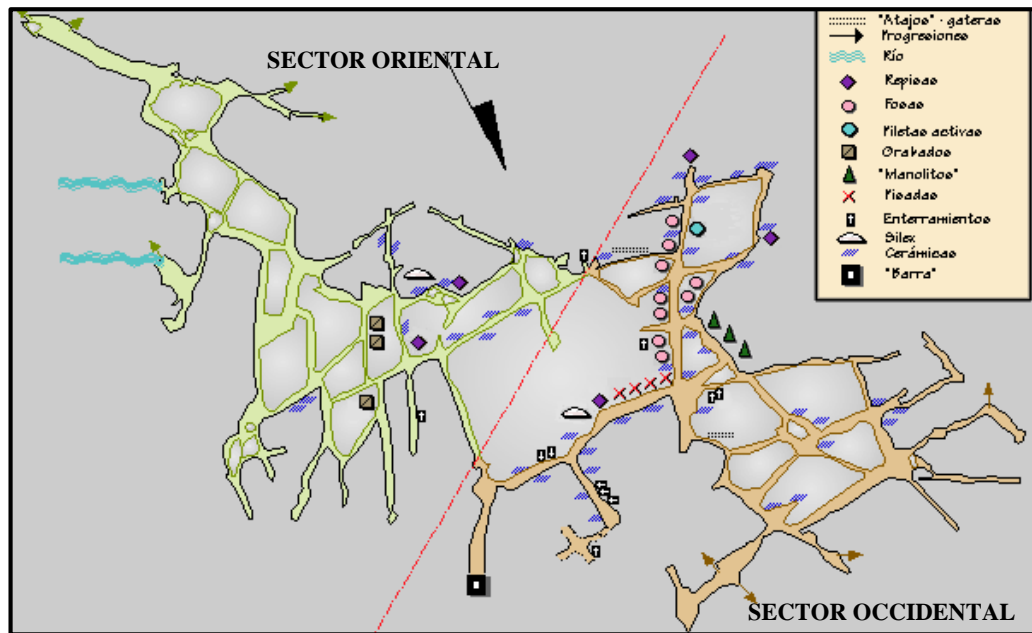 SECTOR ORIENTAL
"Atajos" - gateras
Progresiones
Río
Repisas
Fosas
Piletas activas
Grabados
"Manolitos"
Pisadas
Enterramientos
Silex
Cerámicas
"Barra"
SECTOR OCCIDENTAL